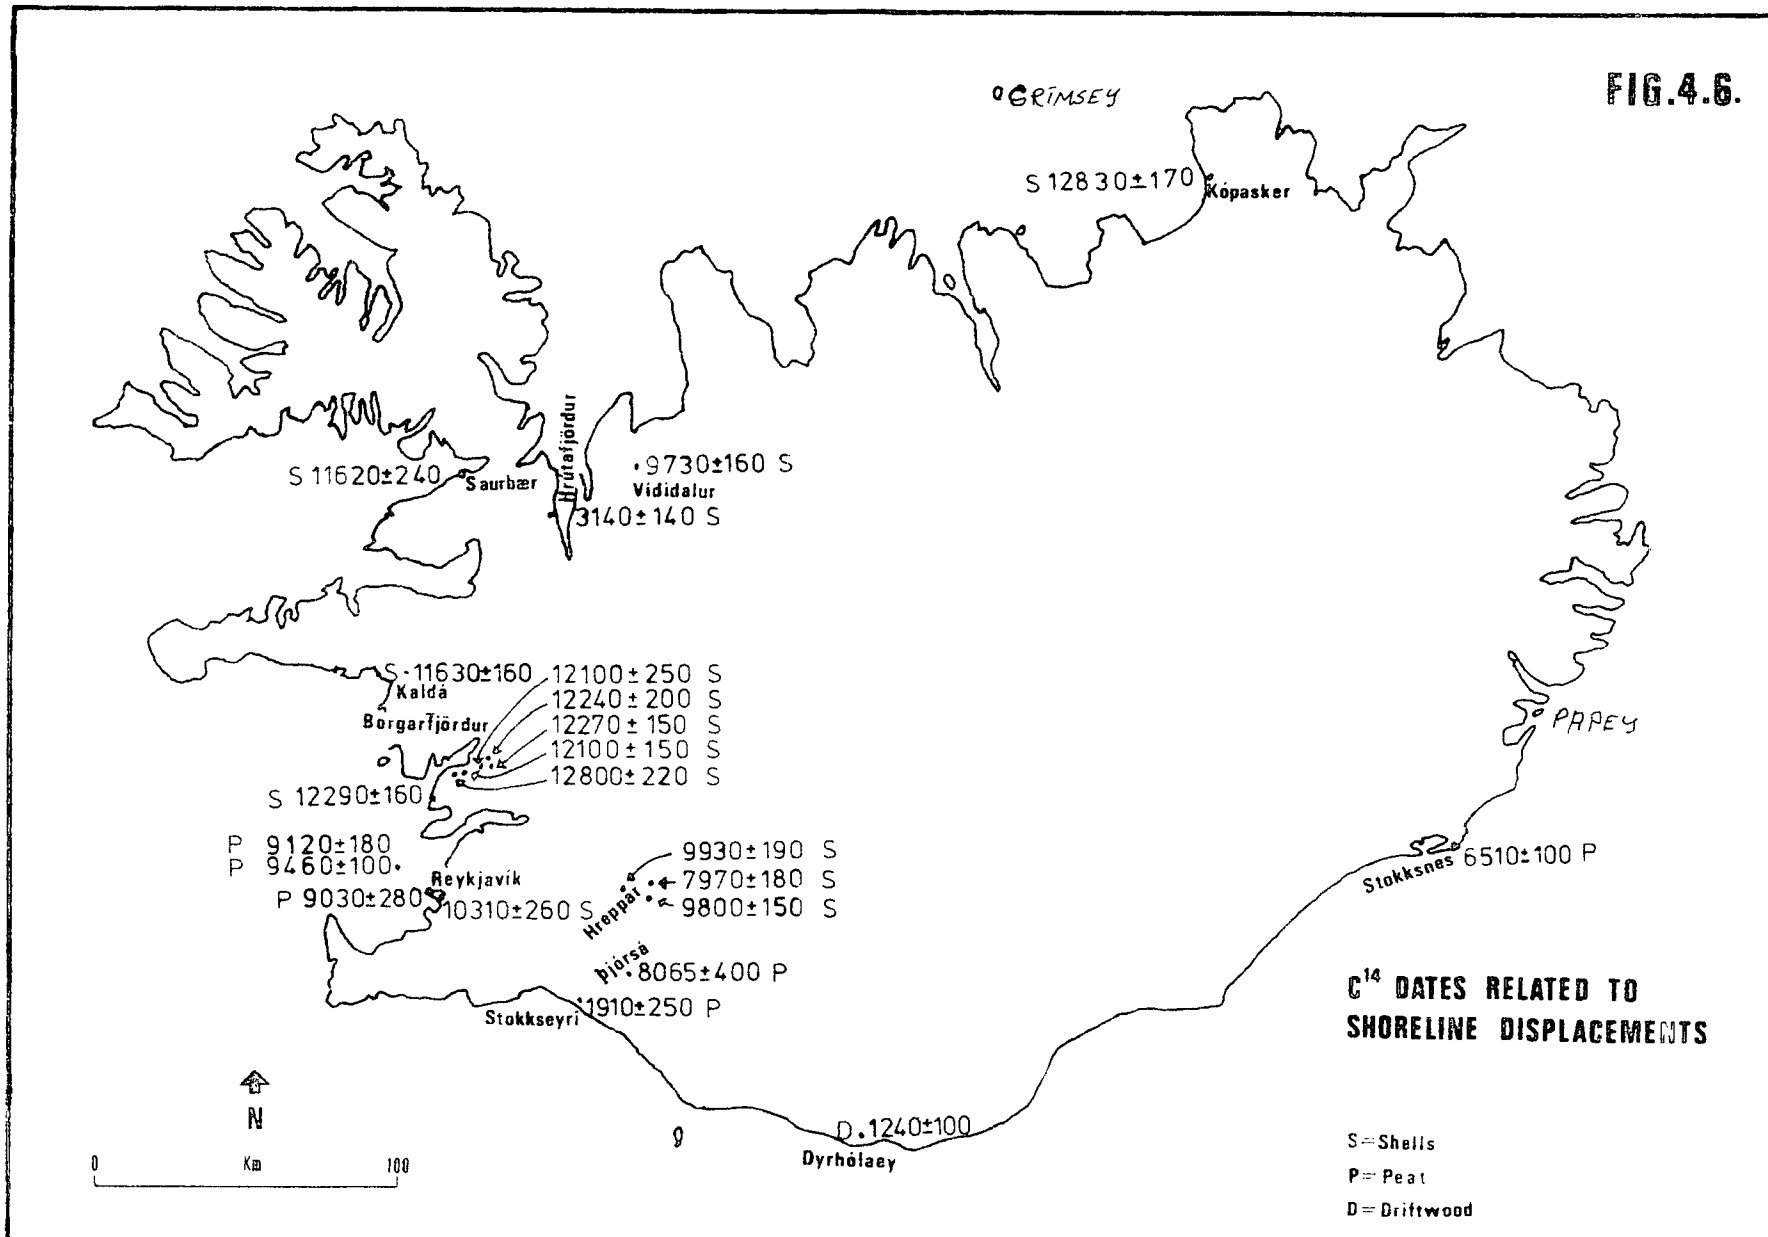 FIG.4.6.
GRÍMSEY
S 12830±170
Kópasker
Hrútafjördur
S 11620±240
Saurbær
9730±160 S
Vididalur
3140±140 S
S 11630±160
Kaldá
Borgarfjördur
12100±250 S
12240±200 S
12270±150 S
12100±150 S
12800±220 S
S 12290±160
PAPEY
P 9120±180
P 9460±100
Reykjavík
P 9030±280
10310±260 S
9930±190 S
7970±180 S
9800±150 S
Hreppar
Stokksnes
6510±100 P
þjórsá
8065±400 P
1910±250 P
Stokkseyri
C14 DATES RELATED TO
SHORELINE DISPLACEMENTS
N
0 Km 100
D 1240±100
Dyrhólaey
S=Shells
P=Peat
D=Driftwood